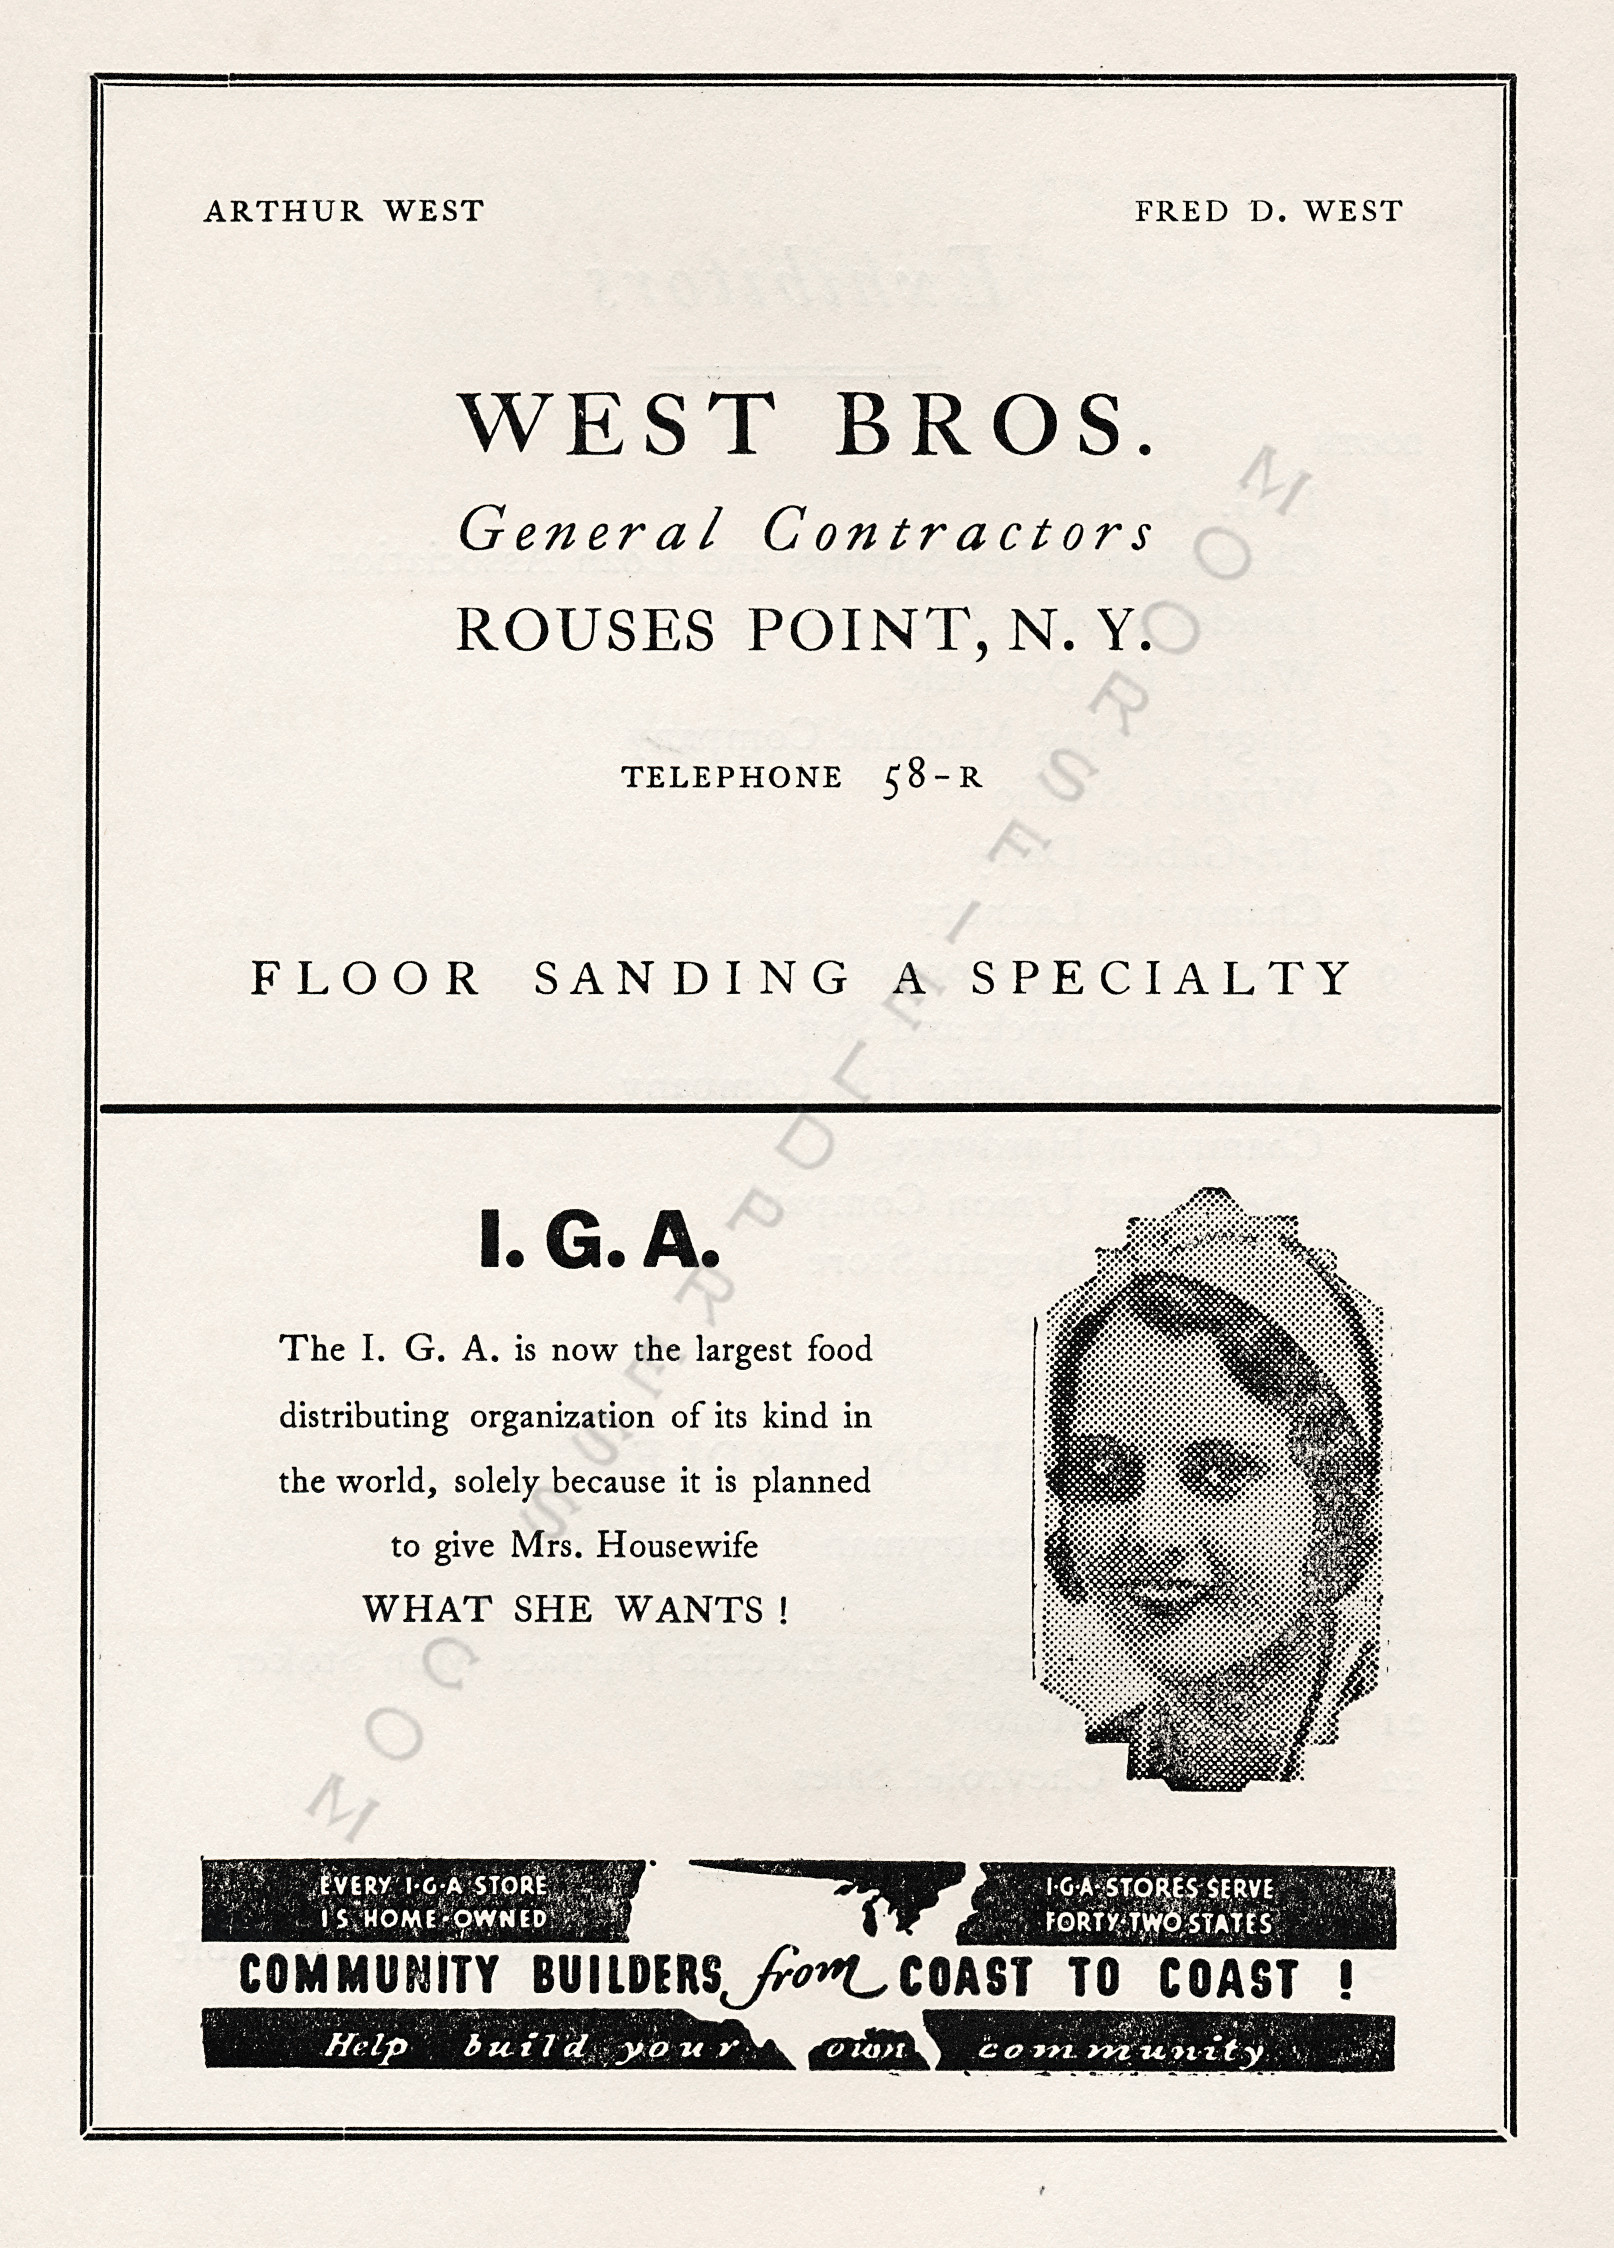 ARTHUR WEST FRED D. WEST
WEST BROS.
General Contractors
ROUSES POINT, N. Y.
TELEPHONE 58-R
FLOOR SANDING A SPECIALTY
I. G. A.
The I. G. A. is now the largest food
distributing organization of its kind in
the world, solely because it is planned
to give Mrs. Housewife
WHAT SHE WANTS !
EVERY I·G·A STORE
IS HOME-OWNED
I·G·A·STORES SERVE
FORTY·TWO STATES
COMMUNITY BUILDERS from COAST TO COAST !
Help build your own community
MOORSFIELDPRESS.COM